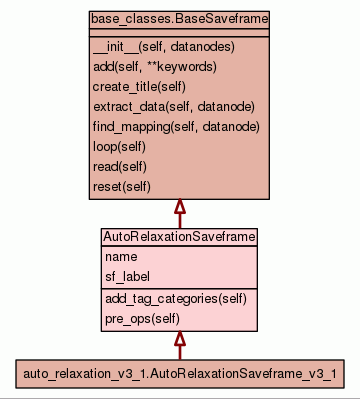 base_classes.BaseSaveframe
__init__(self, datanodes)
add(self, **keywords)
create_title(self)
extract_data(self, datanode)
find_mapping(self, datanode)
loop(self)
read(self)
reset(self)
AutoRelaxationSaveframe
name
sf_label
add_tag_categories(self)
pre_ops(self)
auto_relaxation_v3_1.AutoRelaxationSaveframe_v3_1